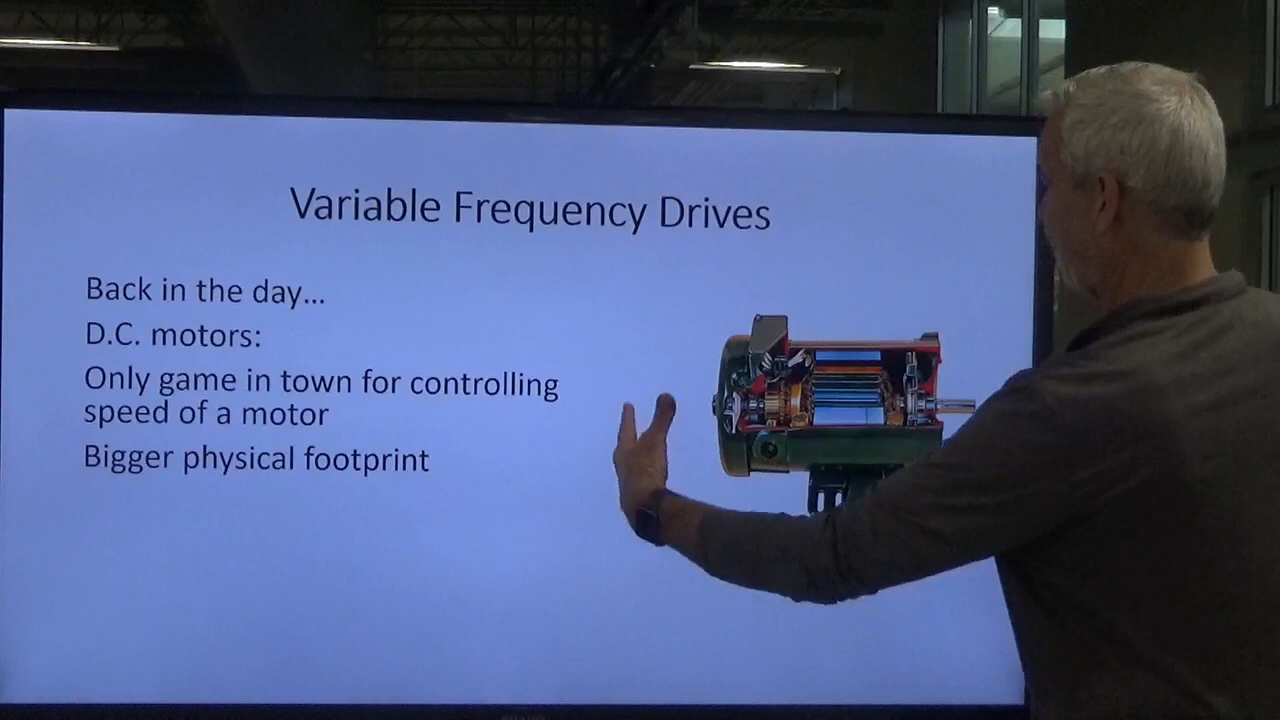 Variable Frequency Drives
Back in the day...
D.C. motors:
Only game in town for controlling
speed of a motor
Bigger physical footprint